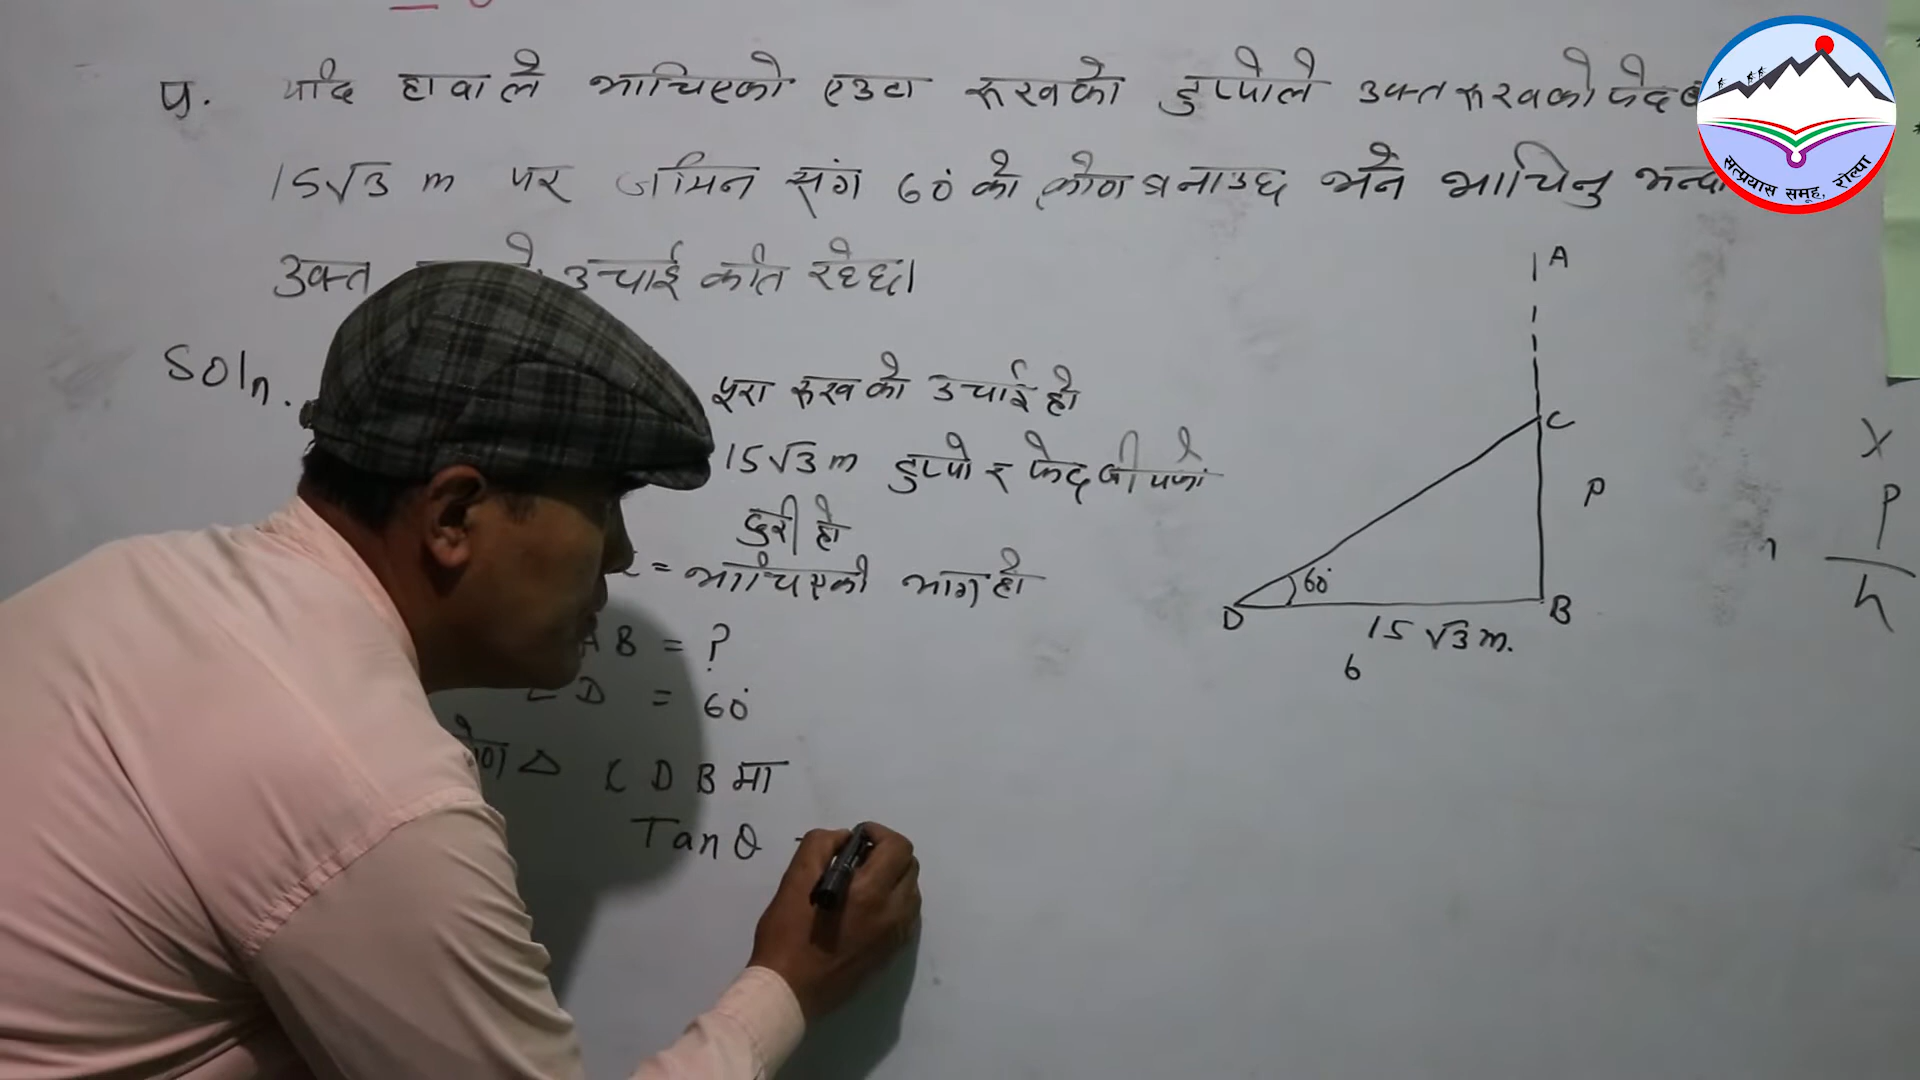 प्र. यदि हावाले भाचिएको एउटा रूखको टुप्पोले उक्त रूखको फेद
15√3 m पर जमिन संग 60° को कोण बनाउछ भने भाचिनु भन्दा
उक्त उचाई कति रहेछ।
Soln.
पुरा रूखको उचाई हो
15√3 m टुप्पो र फेद बीचको
दुरी हो
= भाचिएको भाग हो
AB = ?
D = 60°
Δ CDB मा
Tan θ
A
C
P
60°
D
B
15√3 m.
b
X
P
h
सत्प्रयास समूह, रोल्पा